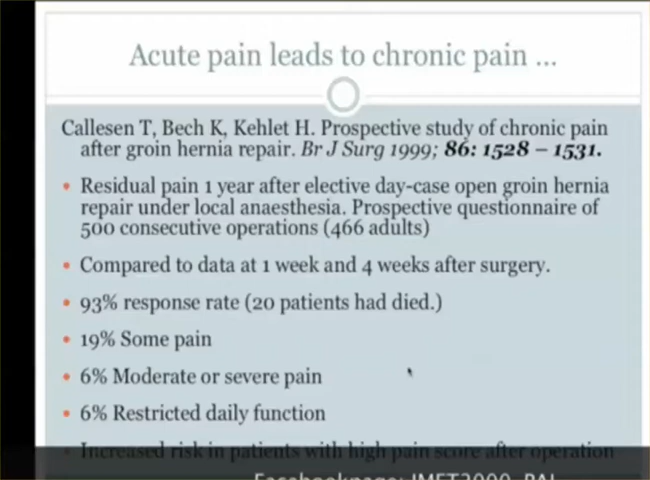 Acute pain leads to chronic pain ...
Callesen T, Bech K, Kehlet H. Prospective study of chronic pain
after groin hernia repair. Br J Surg 1999; 86: 1528 – 1531.
• Residual pain 1 year after elective day-case open groin hernia
repair under local anaesthesia. Prospective questionnaire of
500 consecutive operations (466 adults)
• Compared to data at 1 week and 4 weeks after surgery.
• 93% response rate (20 patients had died.)
• 19% Some pain
• 6% Moderate or severe pain
• 6% Restricted daily function
• Increased risk in patients with high pain score after operation